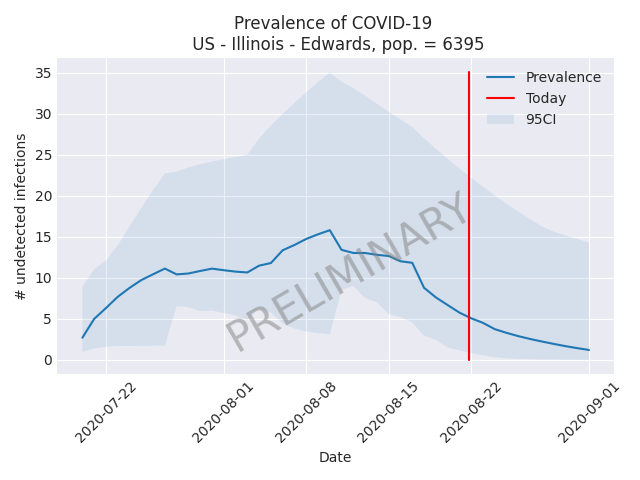 Prevalence of COVID-19
US - Illinois - Edwards, pop. = 6395
# undetected infections
35
30
25
20
15
10
5
0
Prevalence
Today
95CI
PRELIMINARY
2020-07-22
2020-08-01
2020-08-08
2020-08-15
2020-08-22
2020-09-01
Date